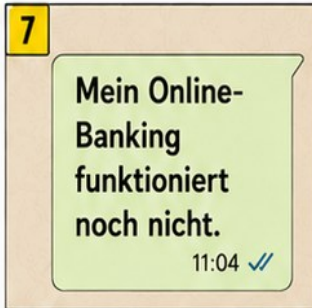 7
Mein Online-
Banking
funktioniert
noch nicht.
11:04